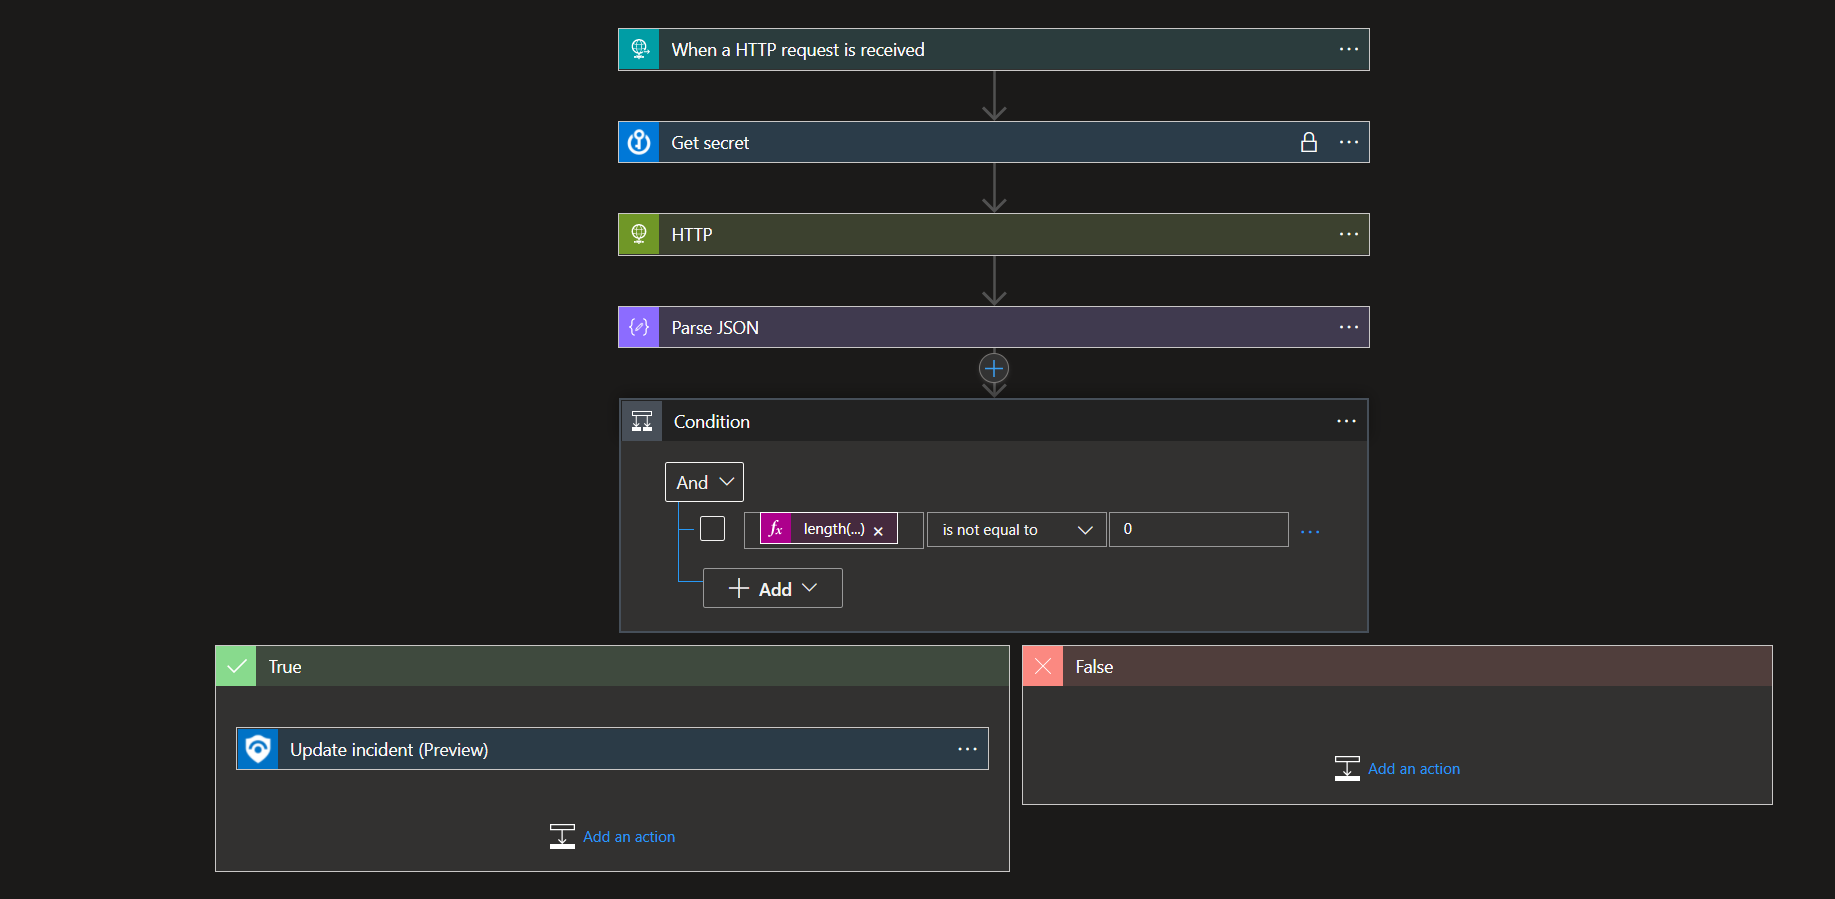 When a HTTP request is received
Get secret
HTTP
Parse JSON
Condition
And
fx length(...) × is not equal to 0
Add
True
False
Update incident (Preview)
Add an action
Add an action